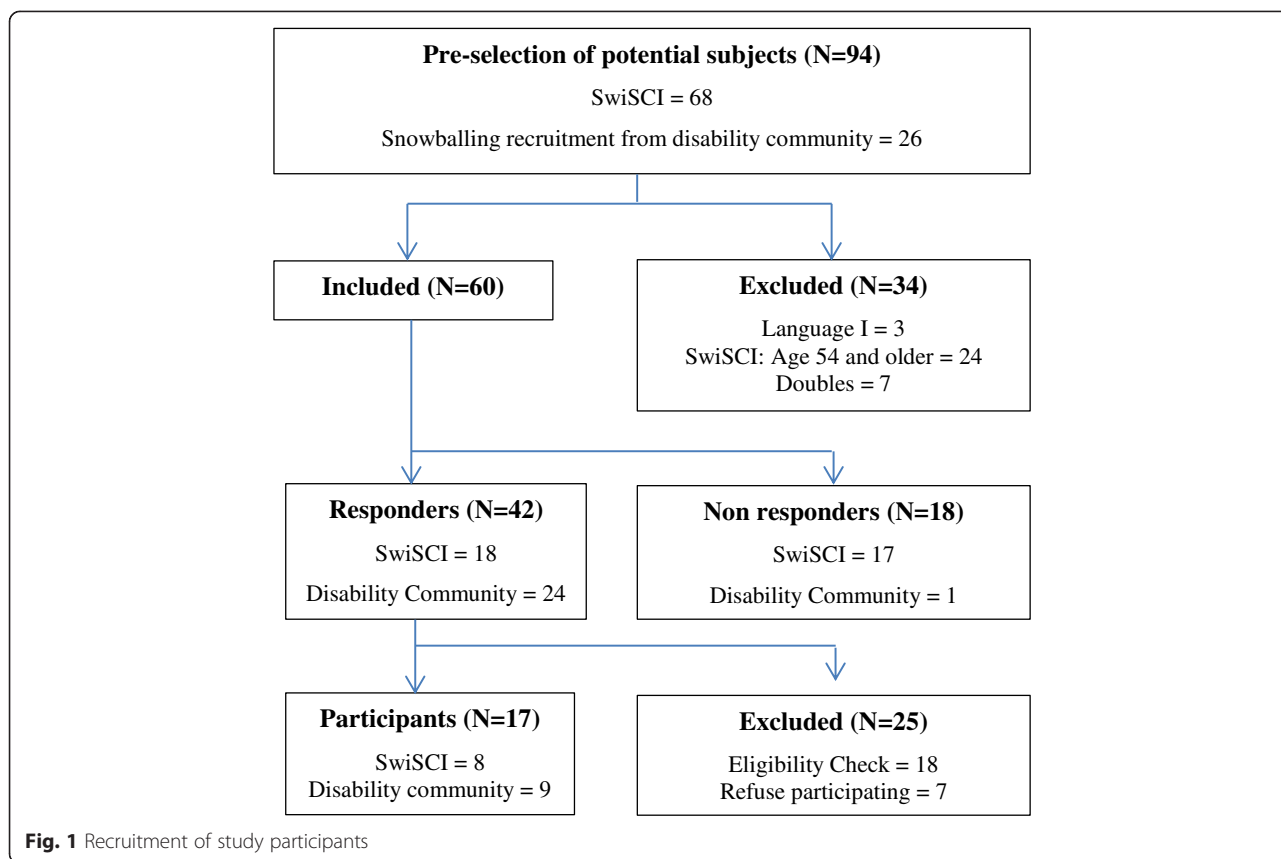 Pre-selection of potential subjects (N=94)
SwiSCI = 68
Snowballing recruitment from disability community = 26
Included (N=60)
Excluded (N=34)
Language I = 3
SwiSCI: Age 54 and older = 24
Doubles = 7
Responders (N=42)
SwiSCI = 18
Disability Community = 24
Non responders (N=18)
SwiSCI = 17
Disability Community = 1
Participants (N=17)
SwiSCI = 8
Disability community = 9
Excluded (N=25)
Eligibility Check = 18
Refuse participating = 7
Fig. 1 Recruitment of study participants